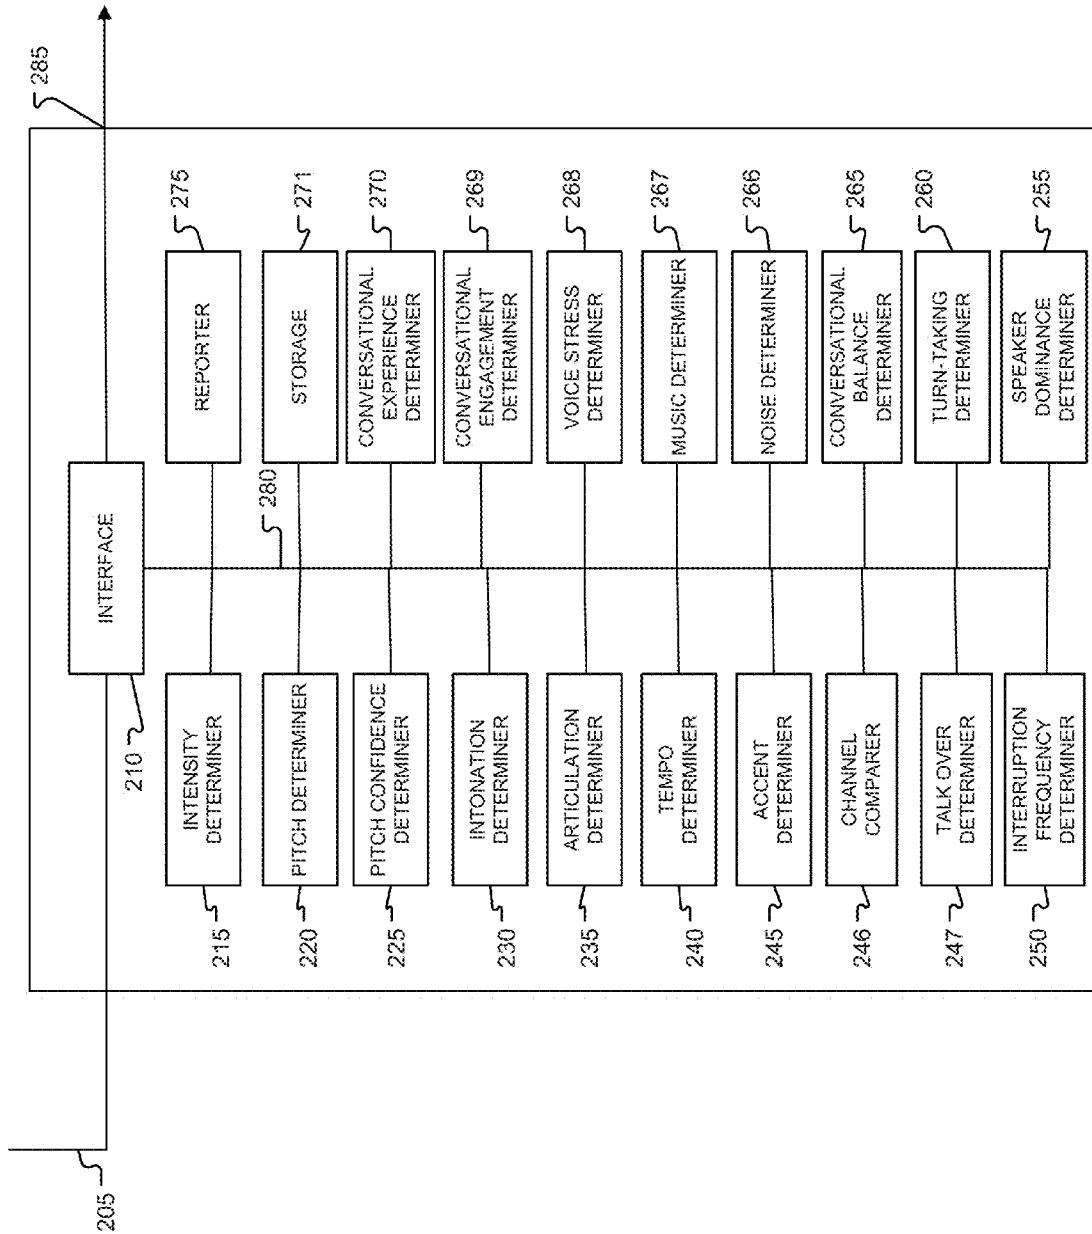 285
INTERFACE
210
280
205
INTENSITY
DETERMINER
215
PITCH DETERMINER
220
PITCH CONFIDENCE
DETERMINER
225
INTONATION
DETERMINER
230
ARTICULATION
DETERMINER
235
TEMPO
DETERMINER
240
ACCENT
DETERMINER
245
CHANNEL
COMPARER
246
TALK OVER
DETERMINER
247
INTERRUPTION
FREQUENCY
DETERMINER
250
REPORTER
275
STORAGE
271
CONVERSATIONAL
EXPERIENCE
DETERMINER
270
CONVERSATIONAL
ENGAGEMENT
DETERMINER
269
VOICE STRESS
DETERMINER
268
MUSIC DETERMINER
267
NOISE DETERMINER
266
CONVERSATIONAL
BALANCE
DETERMINER
265
TURN-TAKING
DETERMINER
260
SPEAKER
DOMINANCE
DETERMINER
255